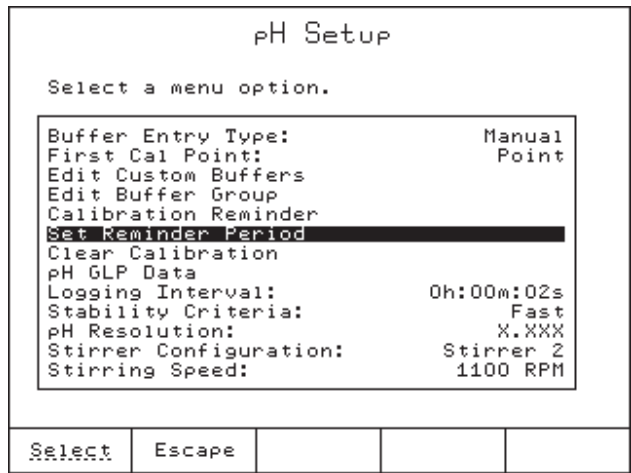 pH Setup
Select a menu option.
Buffer Entry Type: Manual
First Cal Point: Point
Edit Custom Buffers
Edit Buffer Group
Calibration Reminder
Set Reminder Period
Clear Calibration
pH GLP Data
Logging Interval: 0h:00m:02s
Stability Criteria: Fast
pH Resolution: X.XXX
Stirrer Configuration: Stirrer 2
Stirring Speed: 1100 RPM
Select Escape